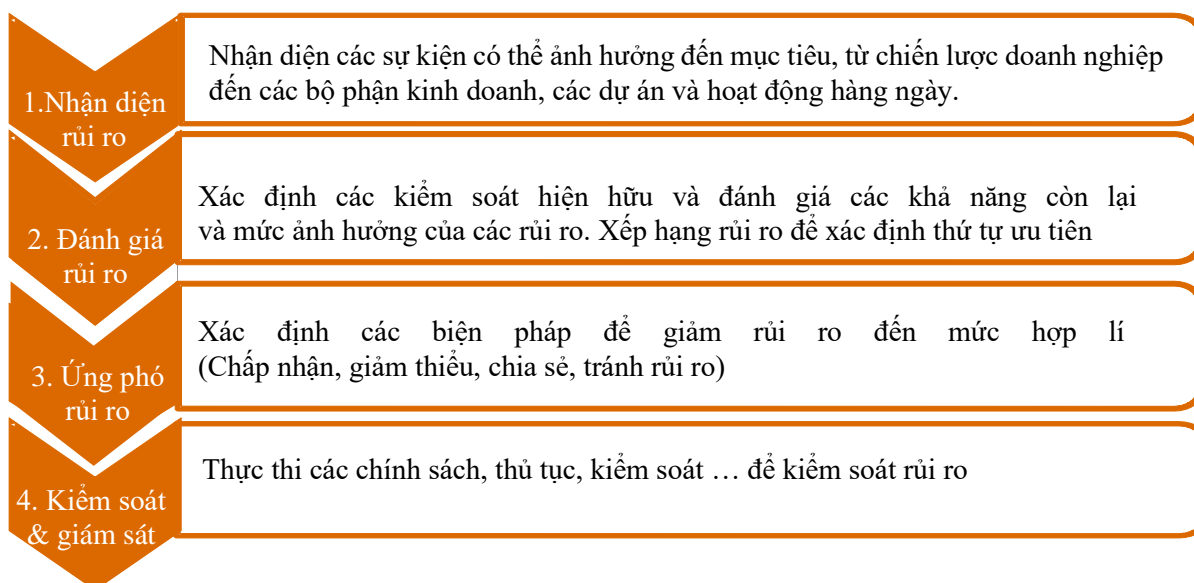 1.Nhận diện
rủi ro
Nhận diện các sự kiện có thể ảnh hưởng đến mục tiêu, từ chiến lược doanh nghiệp
đến các bộ phận kinh doanh, các dự án và hoạt động hàng ngày.
2. Đánh giá
rủi ro
Xác định các kiểm soát hiện hữu và đánh giá các khả năng còn lại
và mức ảnh hưởng của các rủi ro. Xếp hạng rủi ro để xác định thứ tự ưu tiên
3. Ứng phó
rủi ro
Xác định các biện pháp để giảm rủi ro đến mức hợp lí
(Chấp nhận, giảm thiểu, chia sẻ, tránh rủi ro)
4. Kiểm soát
& giám sát
Thực thi các chính sách, thủ tục, kiểm soát … để kiểm soát rủi ro